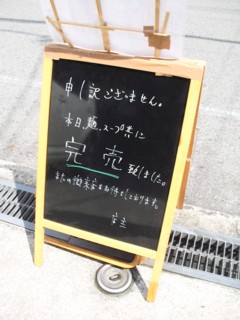 申し訳ございません。
本日、麺、スープ共に
完売致しました。
またの御来店をお待ちしております。
店主